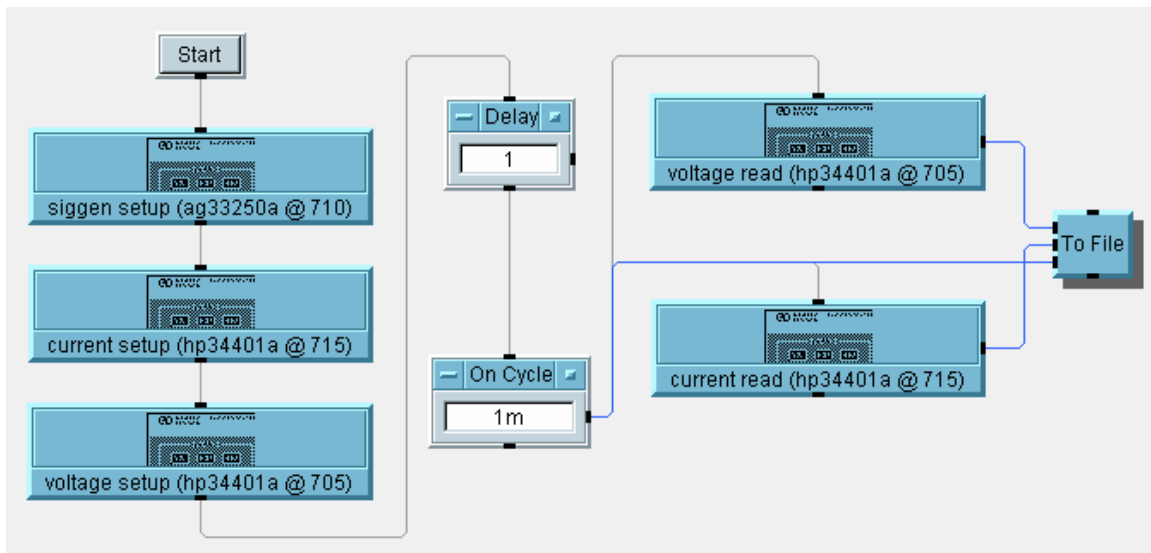 Start
siggen setup (ag33250a @ 710)
current setup (hp34401a @ 715)
voltage setup (hp34401a @ 705)
Delay
1
On Cycle
1m
voltage read (hp34401a @ 705)
current read (hp34401a @ 715)
To File